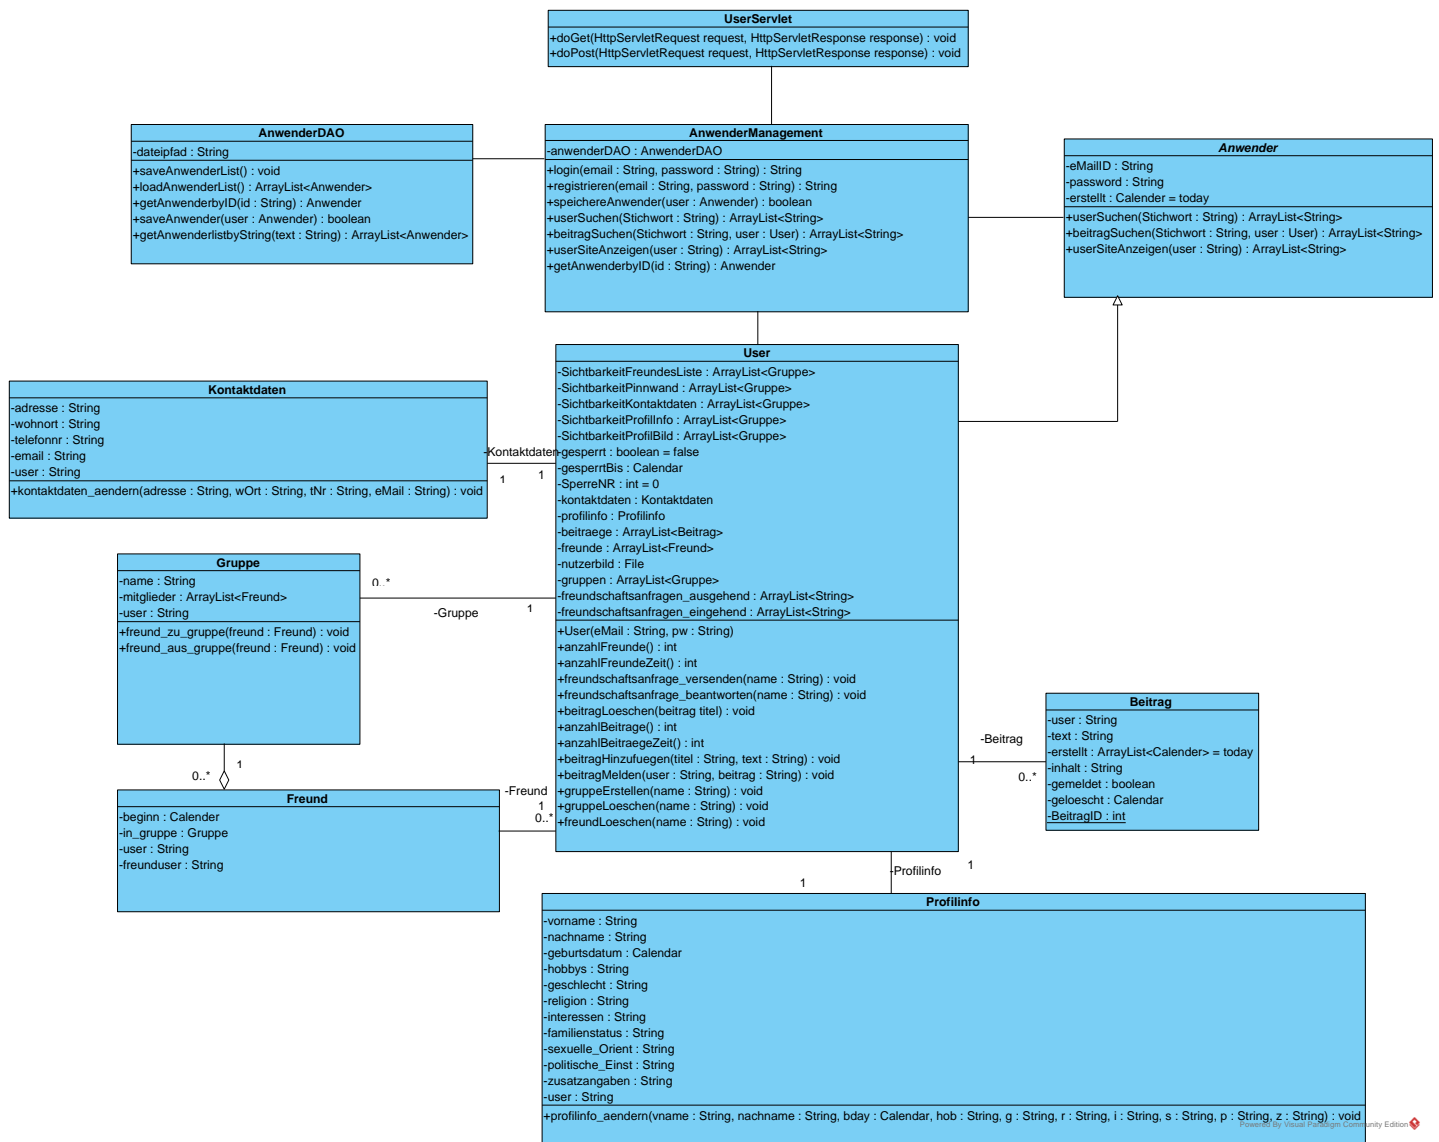 UserServlet
+doGet(HttpServletRequest request, HttpServletResponse response) : void
+doPost(HttpServletRequest request, HttpServletResponse response) : void
AnwenderDAO
-dateipfad : String
+saveAnwenderList() : void
+loadAnwenderList() : ArrayList<Anwender>
+getAnwenderbyID(id : String) : Anwender
+saveAnwender(user : Anwender) : boolean
+getAnwenderlistbyString(text : String) : ArrayList<Anwender>
AnwenderManagement
-anwenderDAO : AnwenderDAO
+login(email : String, password : String) : String
+registrieren(email : String, password : String) : String
+speichereAnwender(user : Anwender) : boolean
+userSuchen(Stichwort : String) : ArrayList<String>
+beitragSuchen(Stichwort : String, user : User) : ArrayList<String>
+userSiteAnzeigen(user : String) : ArrayList<String>
+getAnwenderbyID(id : String) : Anwender
Anwender
-eMailID : String
-password : String
-erstellt : Calender = today
+userSuchen(Stichwort : String) : ArrayList<String>
+beitragSuchen(Stichwort : String, user : User) : ArrayList<String>
+userSiteAnzeigen(user : String) : ArrayList<String>
User
-SichtbarkeitFreundesListe : ArrayList<Gruppe>
-SichtbarkeitPinnwand : ArrayList<Gruppe>
-SichtbarkeitKontaktdaten : ArrayList<Gruppe>
-SichtbarkeitProfilInfo : ArrayList<Gruppe>
-SichtbarkeitProfilBild : ArrayList<Gruppe>
-gesperrt : boolean = false
-gesperrtBis : Calendar
-SperreNR : int = 0
-kontaktdaten : Kontaktdaten
-profilinfo : Profilinfo
-beitraege : ArrayList<Beitrag>
-freunde : ArrayList<Freund>
-nutzerbild : File
-gruppen : ArrayList<Gruppe>
-freundschaftsanfragen_ausgehend : ArrayList<String>
-freundschaftsanfragen_eingehend : ArrayList<String>
+User(eMail : String, pw : String)
+anzahlFreunde() : int
+anzahlFreundeZeit() : int
+freundschaftsanfrage_versenden(name : String) : void
+freundschaftsanfrage_beantworten(name : String) : void
+beitragLoeschen(beitrag titel) : void
+anzahlBeitrage() : int
+anzahlBeitraegeZeit() : int
+beitragHinzufuegen(titel : String, text : String) : void
+beitragMelden(user : String, beitrag : String) : void
+gruppeErstellen(name : String) : void
+gruppeLoeschen(name : String) : void
+freundLoeschen(name : String) : void
Kontaktdaten
-adresse : String
-wohnort : String
-telefonnr : String
-email : String
-user : String
+kontaktdaten_aendern(adresse : String, wOrt : String, tNr : String, eMail : String) : void
-Kontaktdaten
1
1
Gruppe
-name : String
-mitglieder : ArrayList<Freund>
-user : String
+freund_zu_gruppe(freund : Freund) : void
+freund_aus_gruppe(freund : Freund) : void
0..*
-Gruppe
1
0..*
1
Freund
-beginn : Calender
-in_gruppe : Gruppe
-user : String
-freunduser : String
-Freund
1
0..*
Beitrag
-user : String
-text : String
-erstellt : ArrayList<Calender> = today
-inhalt : String
-gemeldet : boolean
-geloescht : Calendar
-BeitragID : int
-Beitrag
1
0..*
-Profilinfo
1
1
Profilinfo
-vorname : String
-nachname : String
-geburtsdatum : Calendar
-hobbys : String
-geschlecht : String
-religion : String
-interessen : String
-familienstatus : String
-sexuelle_Orient : String
-politische_Einst : String
-zusatzangaben : String
-user : String
+profilinfo_aendern(vname : String, nachname : String, bday : Calendar, hob : String, g : String, r : String, i : String, s : String, p : String, z : String) : void
Powered By Visual Paradigm Community Edition